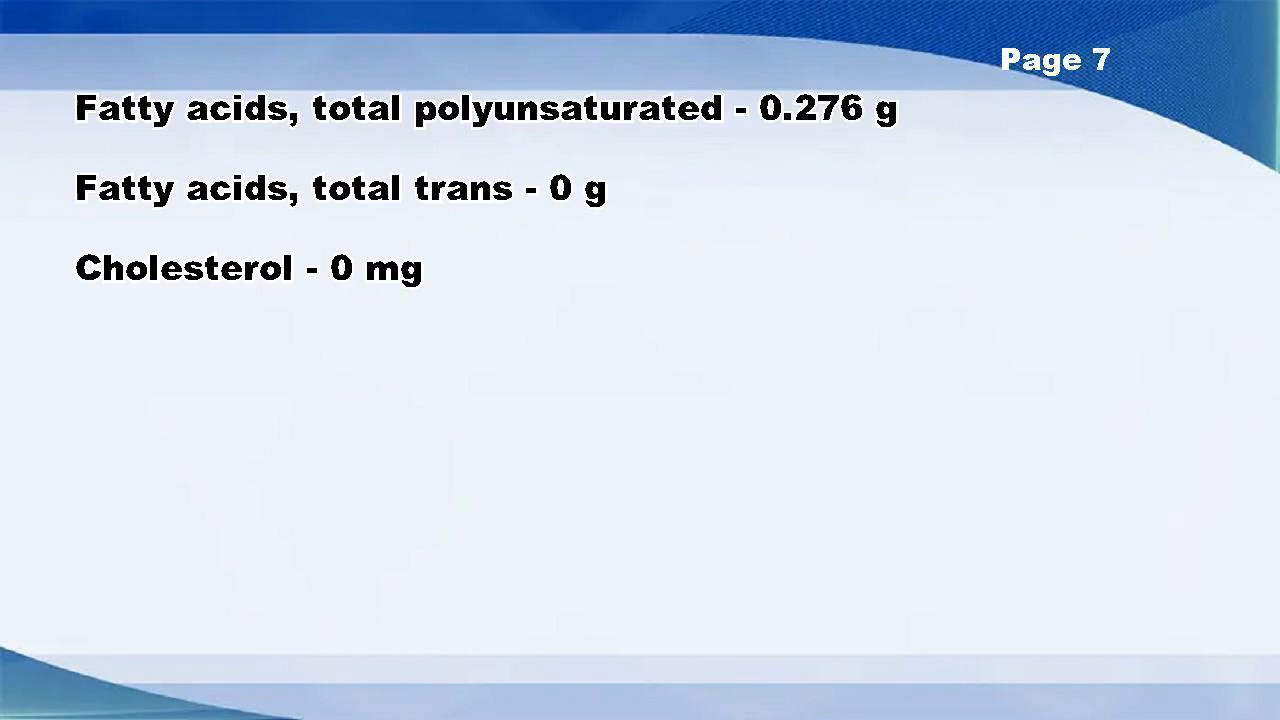 Page 7
Fatty acids, total polyunsaturated - 0.276 g
Fatty acids, total trans - 0 g
Cholesterol - 0 mg